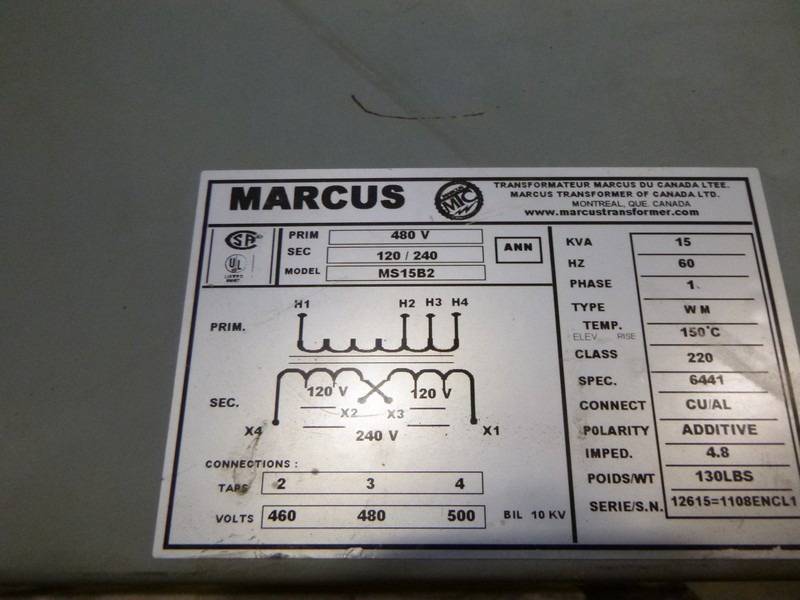 MARCUS
MTC
TRANSFORMATEUR MARCUS DU CANADA LTEE.
MARCUS TRANSFORMER OF CANADA LTD.
MONTREAL, QUE. CANADA
www.marcustransformer.com
CSA
UL
PRIM 480 V
SEC 120 / 240
MODEL MS15B2
ANN
H1 H2 H3 H4
PRIM.
SEC.
120 V 120 V
X2 X3
X4 240 V X1
CONNECTIONS :
TAPS 2 3 4
VOLTS 460 480 500
BIL 10 KV
KVA 15
HZ 60
PHASE 1
TYPE W M
TEMP. 150°C
ELEV RISE
CLASS 220
SPEC. 6441
CONNECT CU/AL
POLARITY ADDITIVE
IMPED. 4.8
POIDS/WT 130LBS
SERIE/S.N. 12615=1108ENCL1